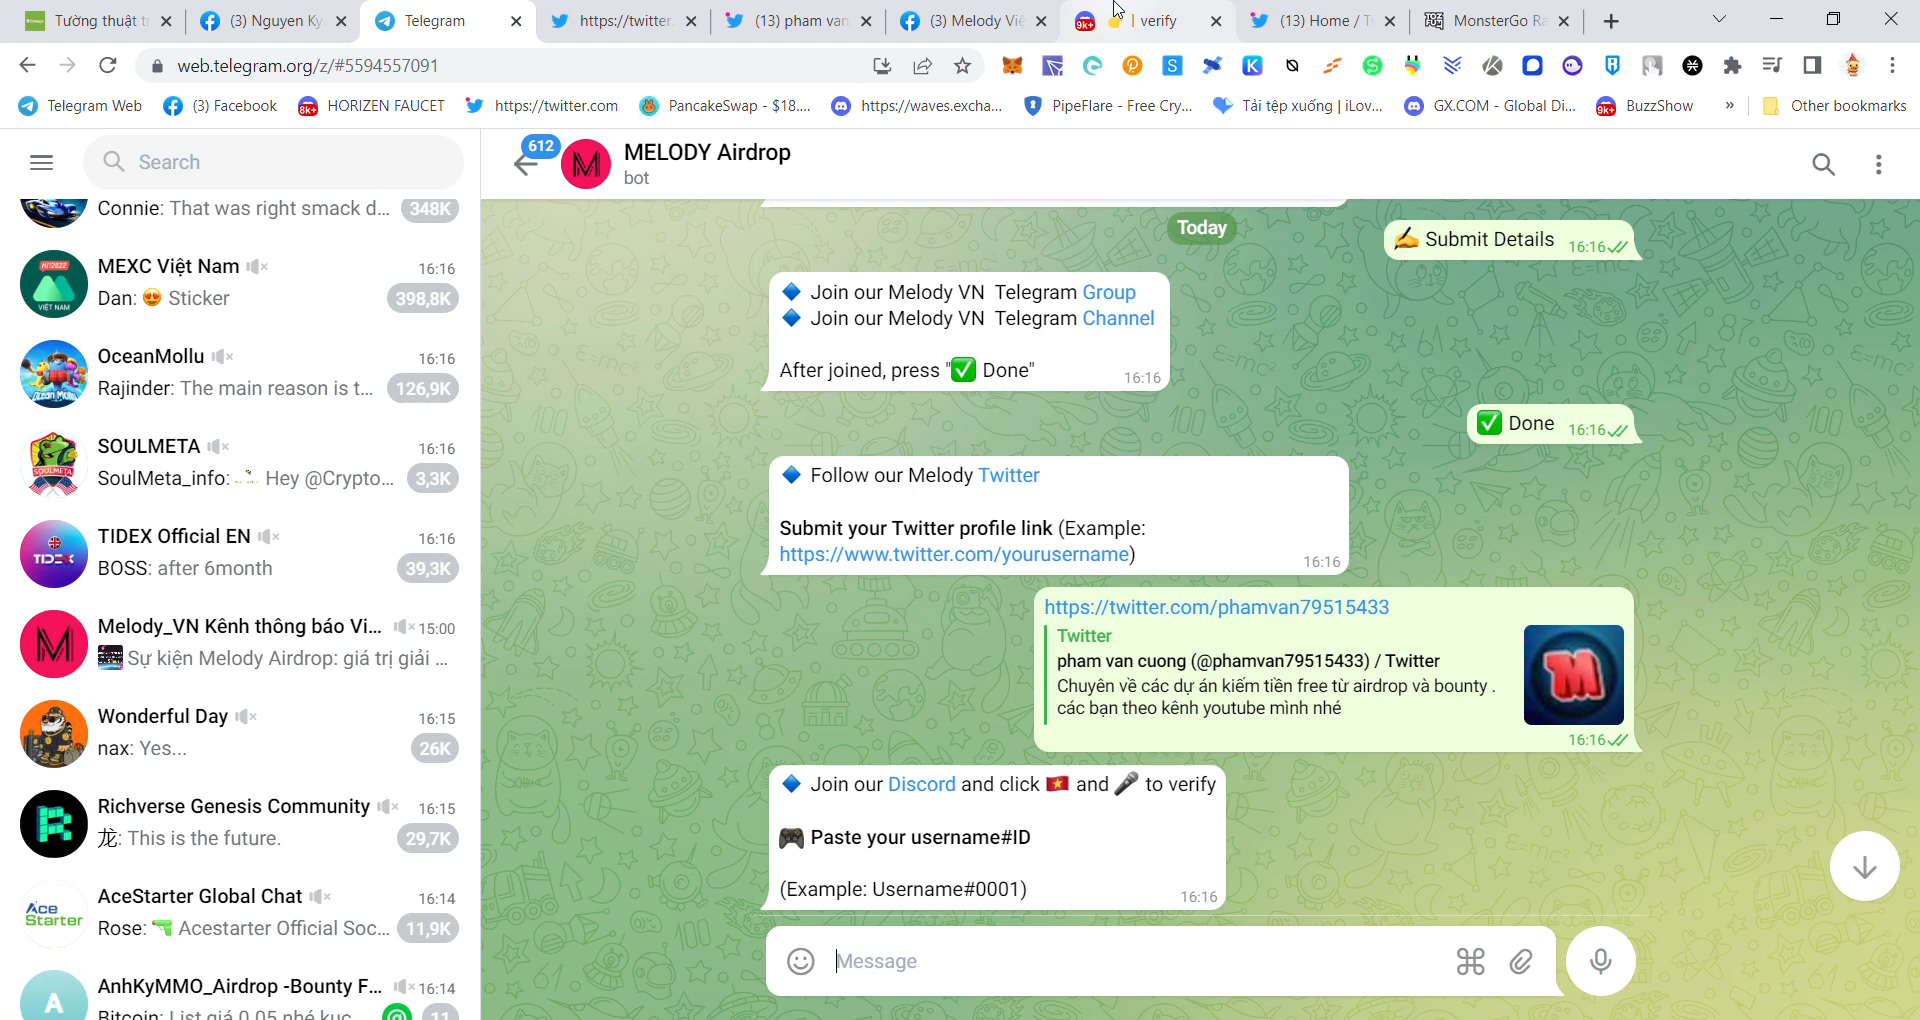 Tường thuật t
(3) Nguyen Ky
Telegram
https://twitter.
(13) pham van
(3) Melody Việ
9k+
I verify
(13) Home / T
MonsterGo Ra
web.telegram.org/z/#5594557091
Telegram Web
(3) Facebook
8k+
HORIZEN FAUCET
https://twitter.com
PancakeSwap - $18....
https://waves.excha...
PipeFlare - Free Cry...
Tải tệp xuống | iLov...
GX.COM - Global Di...
9k+
BuzzShow
»
Other bookmarks
Search
Connie: That was right smack d...
348K
HI!2022
VIỆT NAM
MEXC Việt Nam
16:16
Dan: 😍 Sticker
398,8K
OceanMollu
16:16
Rajinder: The main reason is t...
126,9K
SOULMETA
SOULMETA
16:16
SoulMeta_info: Hey @Crypto...
3,3K
TIDEX
TIDEX Official EN
16:16
BOSS: after 6month
39,3K
M
Melody_VN Kênh thông báo Vi...
15:00
Sự kiện Melody Airdrop: giá trị giải ...
Wonderful Day
16:15
nax: Yes...
26K
R
Richverse Genesis Community
16:15
龙: This is the future.
29,7K
Ace
Starter
AceStarter Global Chat
16:14
Rose: 🔫 Acestarter Official Soc...
11,9K
A
AnhKyMMO_Airdrop -Bounty F...
16:14
Bitcoin: List giá 0.05 nhé kục
@
11
612
M
MELODY Airdrop
bot
Today
✍ Submit Details 16:16
🔷 Join our Melody VN Telegram Group
🔷 Join our Melody VN Telegram Channel
After joined, press "✅ Done"
16:16
✅ Done 16:16
🔷 Follow our Melody Twitter
Submit your Twitter profile link (Example:
https://www.twitter.com/yourusername)
16:16
https://twitter.com/phamvan79515433
Twitter
pham van cuong (@phamvan79515433) / Twitter
Chuyên về các dự án kiếm tiền free từ airdrop và bounty .
các bạn theo kênh youtube mình nhé
M
16:16
🔷 Join our Discord and click 🇻🇳 and 🎤 to verify
🎮 Paste your username#ID
(Example: Username#0001)
16:16
Message